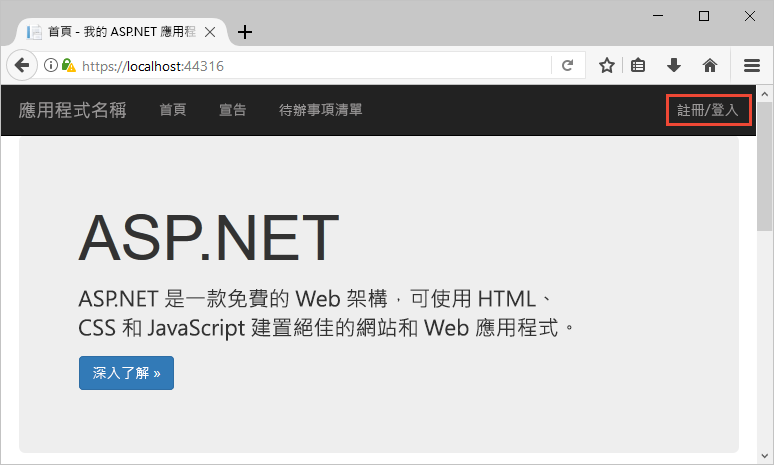 首頁 - 我的 ASP.NET 應用程
https://localhost:44316
應用程式名稱 首頁 宣告 待辦事項清單 註冊/登入
ASP.NET
ASP.NET 是一款免費的 Web 架構，可使用 HTML、
CSS 和 JavaScript 建置絕佳的網站和 Web 應用程式。
深入了解 »